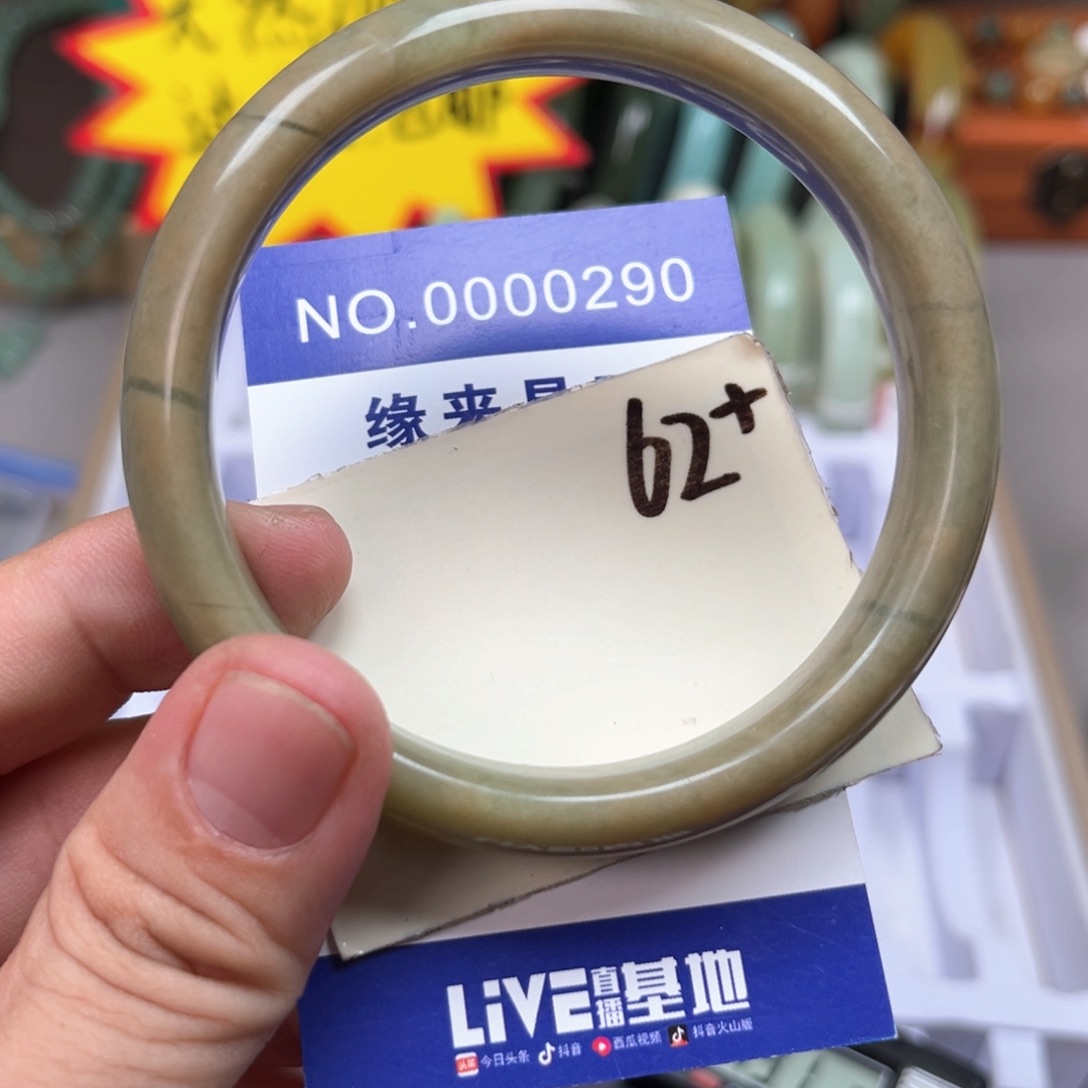 NO.0000290
缘来是
62+
LiVE直播基地
今日头条 抖音 西瓜视频 抖音火山版